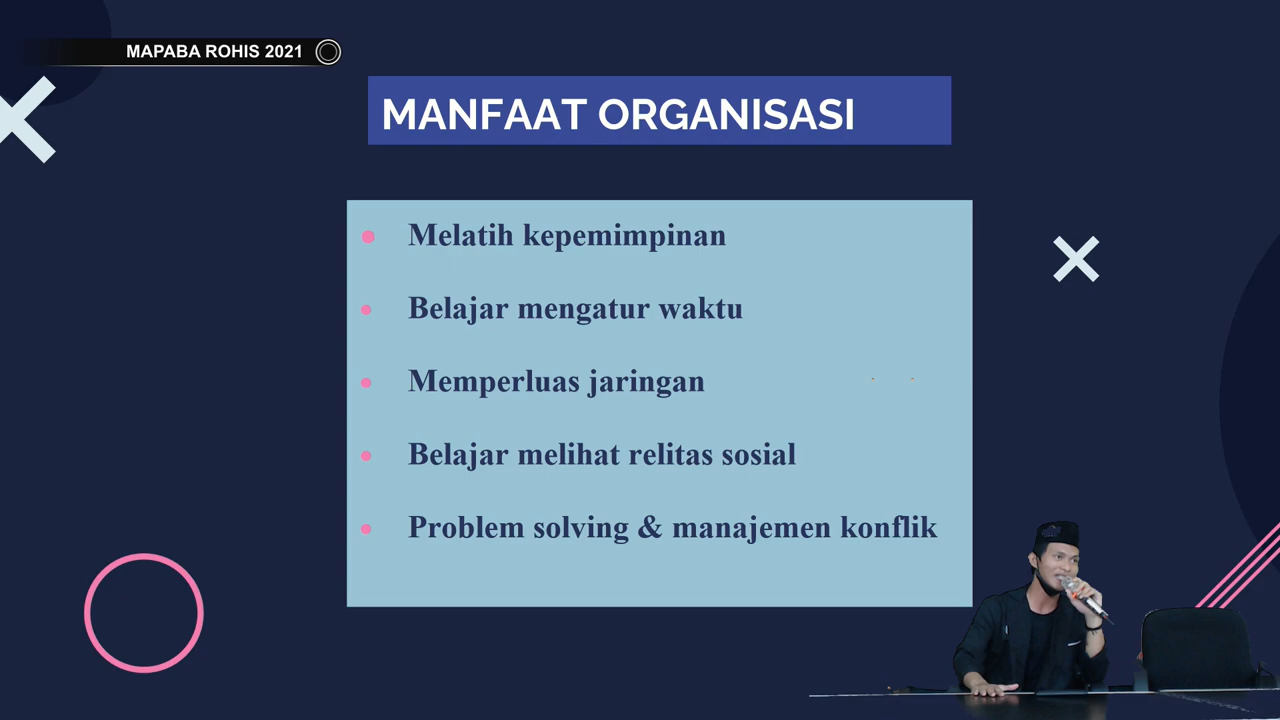 MAPABA ROHIS 2021
MANFAAT ORGANISASI
Melatih kepemimpinan
Belajar mengatur waktu
Memperluas jaringan
Belajar melihat relitas sosial
Problem solving & manajemen konflik